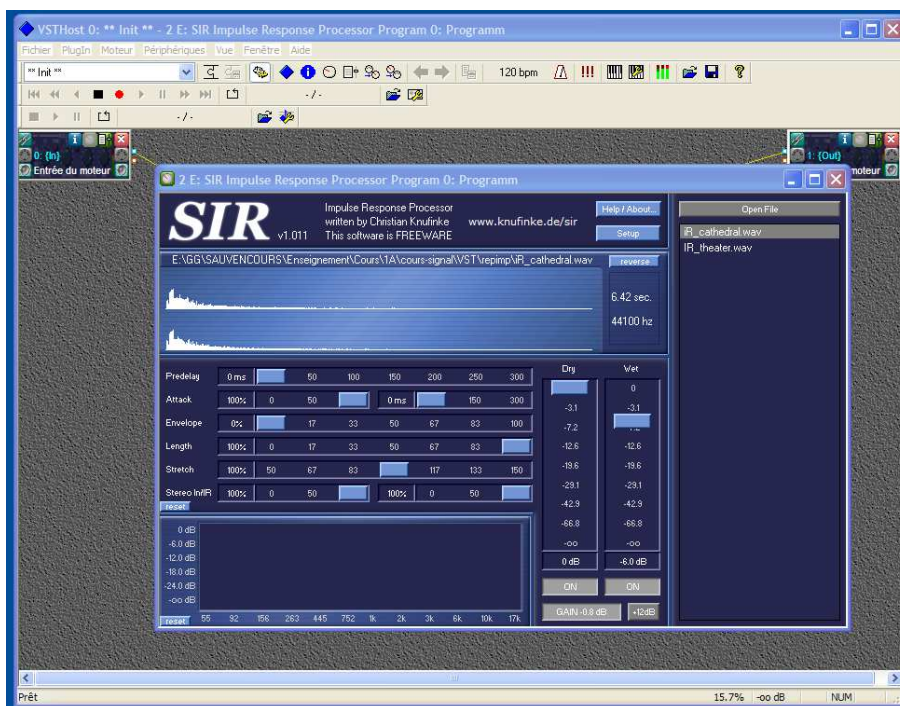 VSTHost 0: ** Init ** - 2 E: SIR Impulse Response Processor Program 0: Programm
Fichier PlugIn Moteur Périphériques Vue Fenêtre Aide
** Init **
120 bpm
- / -
- / -
0: {In}
Entrée du moteur
1: {Out}
moteur
2 E: SIR Impulse Response Processor Program 0: Programm
SIR v1.011
Impulse Response Processor
written by Christian Knufinke
This software is FREEWARE
www.knufinke.de/sir
Help / About...
Setup
Open File
iR_cathedral.wav
IR_theater.wav
E:\GG\SAUVENCOURS\Enseignement\Cours\1A\cours-signal\VST\repimp\iR_cathedral.wav
reverse
6.42 sec.
44100 hz
Predelay 0 ms 50 100 150 200 250 300
Attack 100% 0 50 0 ms 150 300
Envelope 0% 17 33 50 67 83 100
Length 100% 0 17 33 50 67 83
Stretch 100% 50 67 83 117 133 150
Stereo In/IR 100% 0 50 100% 0 50
reset
Dry Wet
0
-3.1 -3.1
-7.2
-12.6 -12.6
-19.6 -19.6
-29.1 -29.1
-42.9 -42.9
-66.8 -66.8
-oo -oo
0 dB -6.0 dB
ON ON
GAIN -0.8 dB +12dB
0 dB
-6.0 dB
-12.0 dB
-18.0 dB
-24.0 dB
-oo dB
reset 55 92 156 263 445 752 1k 2k 3k 6k 10k 17k
Prêt 15.7% -oo dB NUM